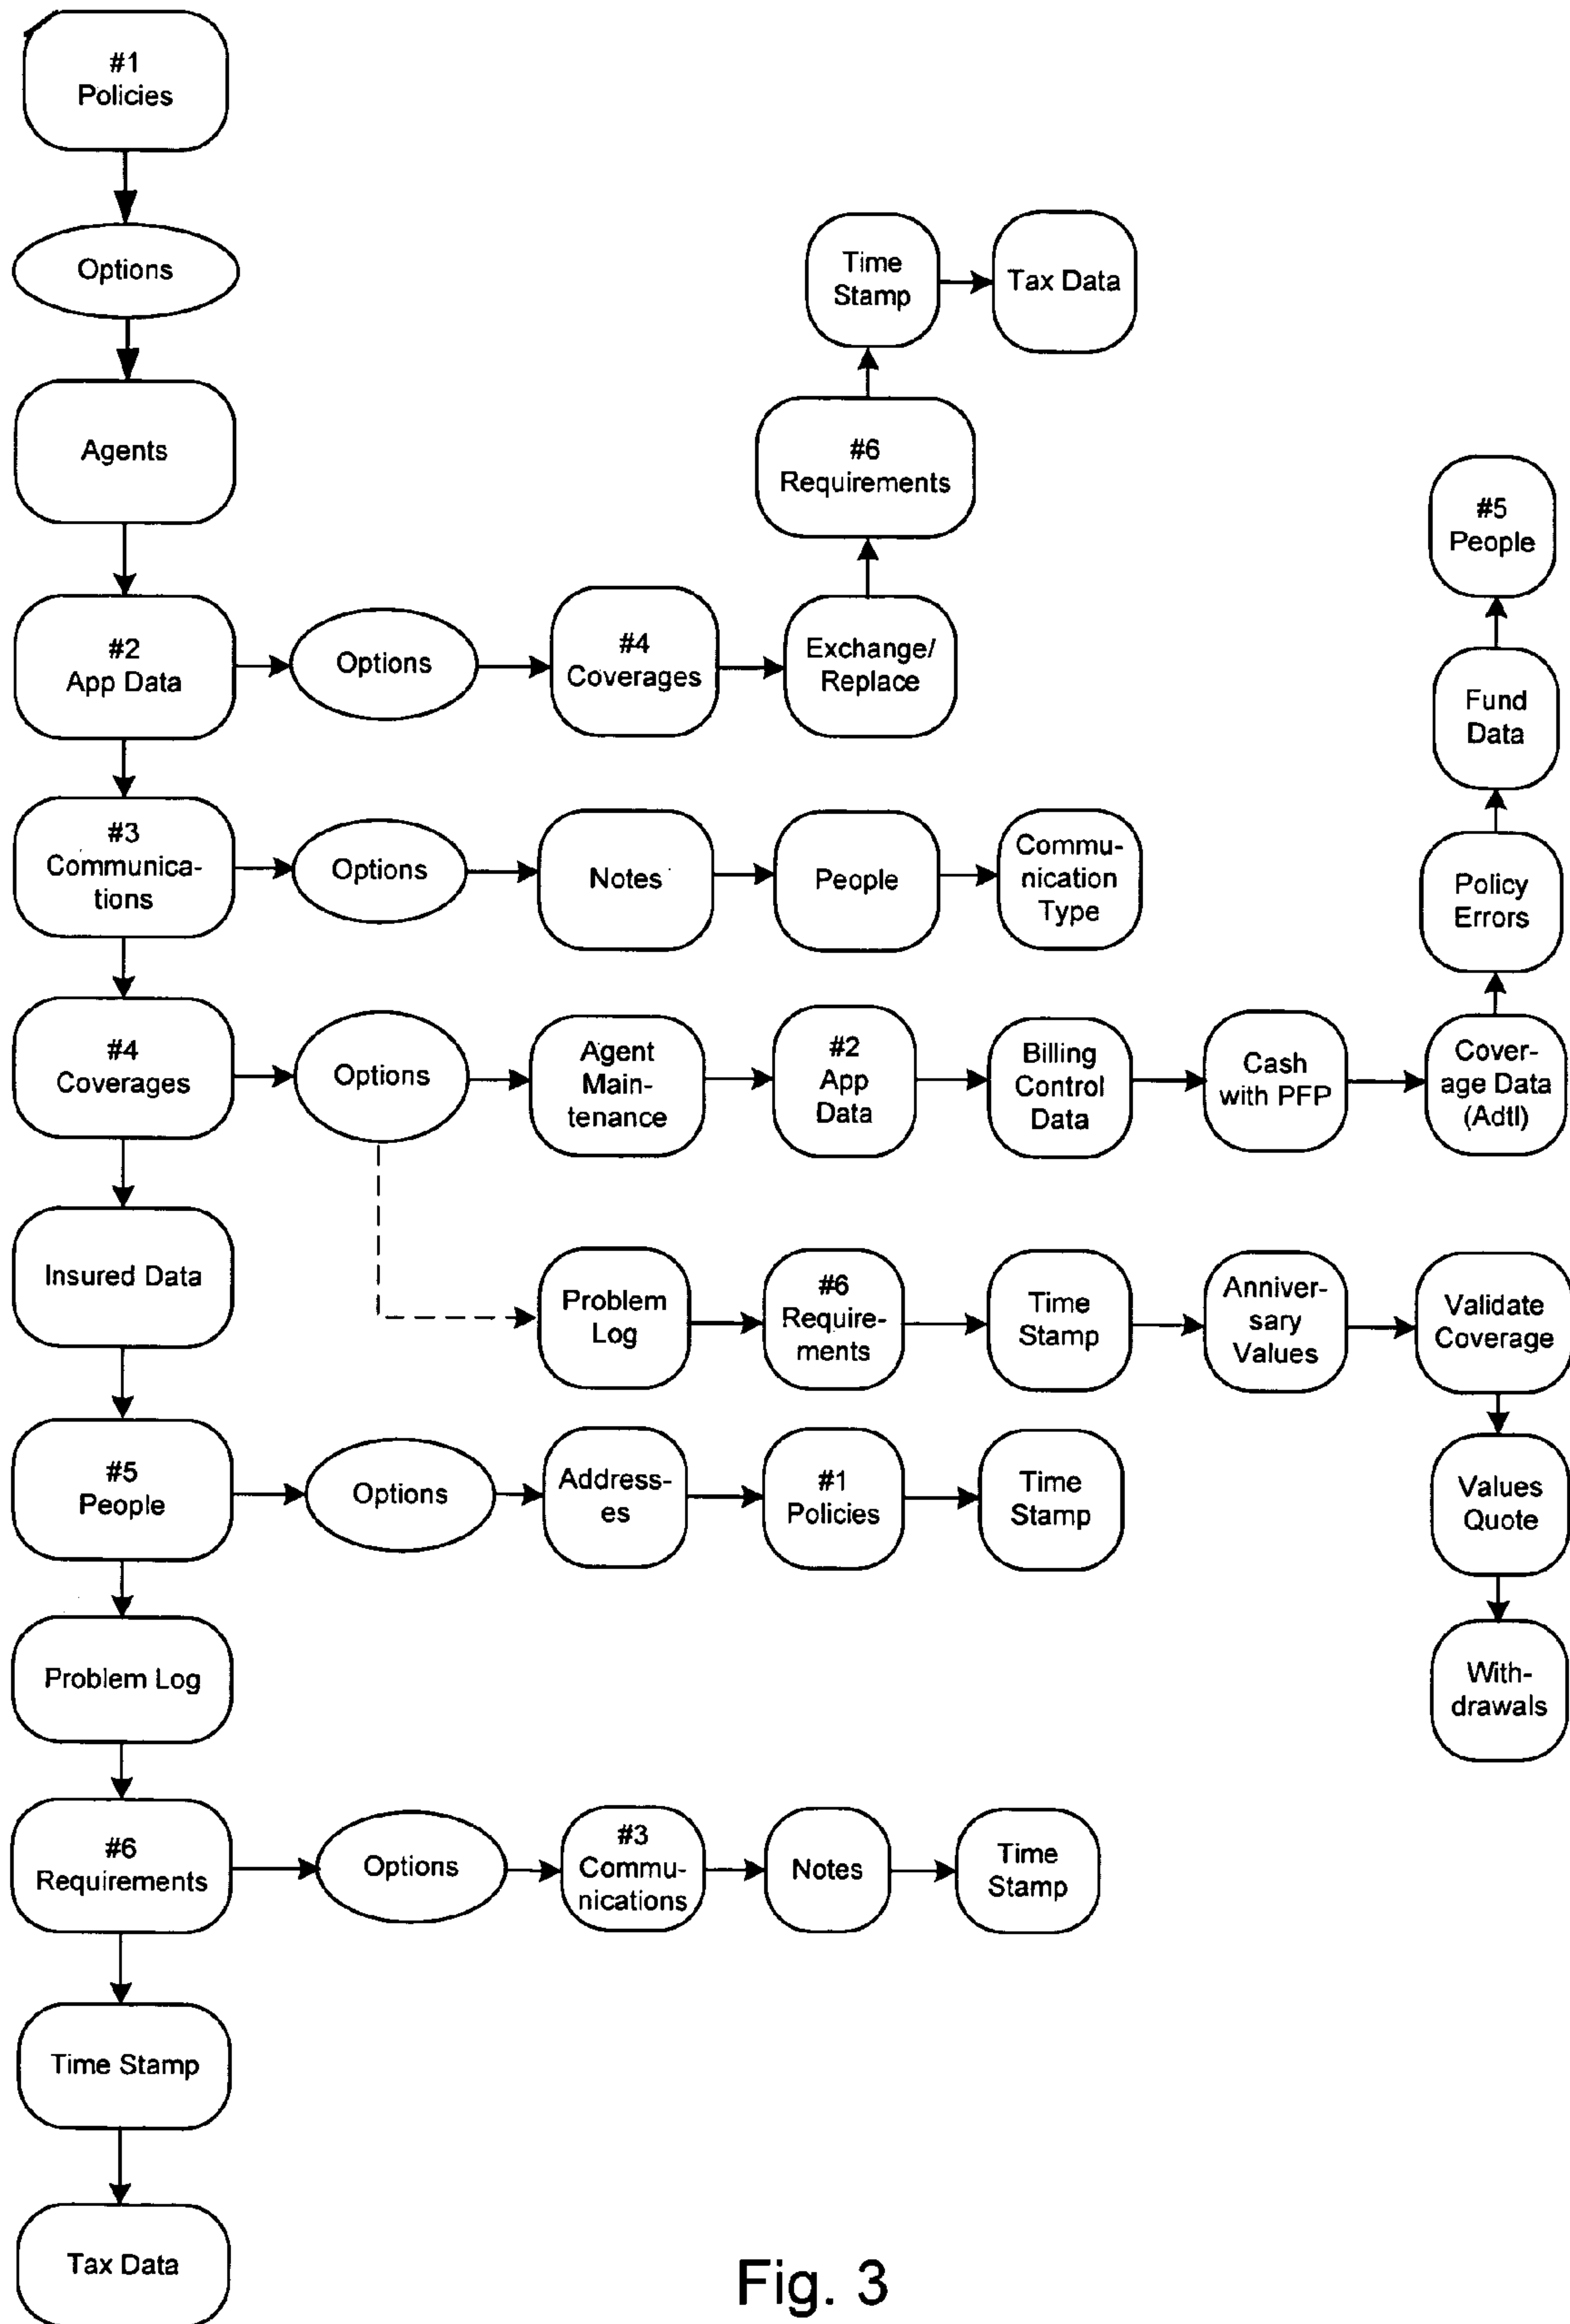 #1
Policies
Options
Agents
Time
Stamp
Tax Data
#6
Requirements
#5
People
#2
App Data
Options
#4
Coverages
Exchange/
Replace
Fund
Data
#3
Communica-
tions
Options
Notes
People
Commu-
nication
Type
Policy
Errors
#4
Coverages
Options
Agent
Main-
tenance
#2
App
Data
Billing
Control
Data
Cash
with PFP
Cover-
age Data
(Adtl)
Insured Data
Problem
Log
#6
Require-
ments
Time
Stamp
Anniver-
sary
Values
Validate
Coverage
#5
People
Options
Address-
es
#1
Policies
Time
Stamp
Values
Quote
Problem Log
With-
drawals
#6
Requirements
Options
#3
Commu-
nications
Notes
Time
Stamp
Time Stamp
Tax Data
Fig. 3